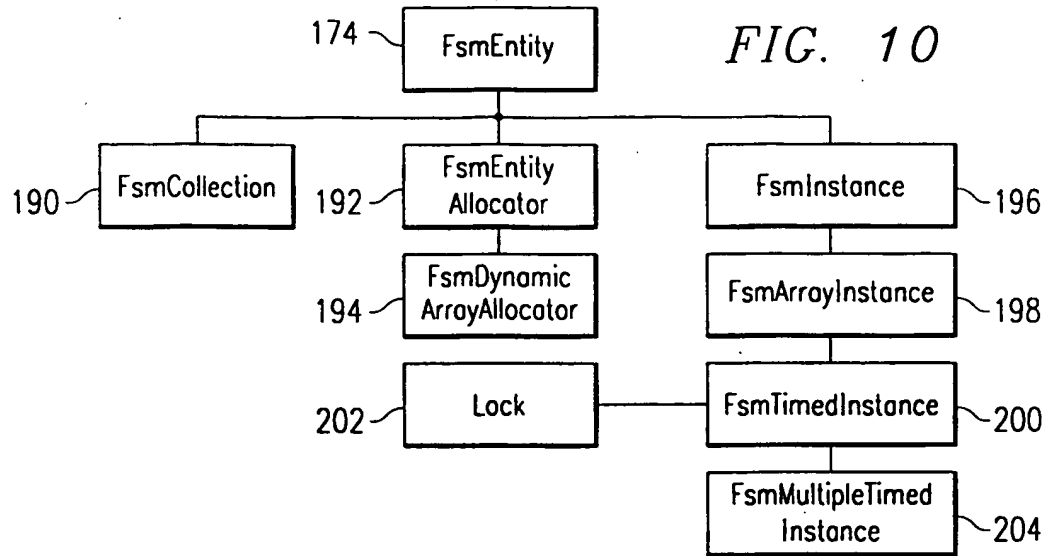 174
FsmEntity
FIG. 10
190
FsmCollection
192
FsmEntity
Allocator
FsmInstance
196
194
FsmDynamic
ArrayAllocator
FsmArrayInstance
198
202
Lock
FsmTimedInstance
200
FsmMultipleTimed
Instance
204